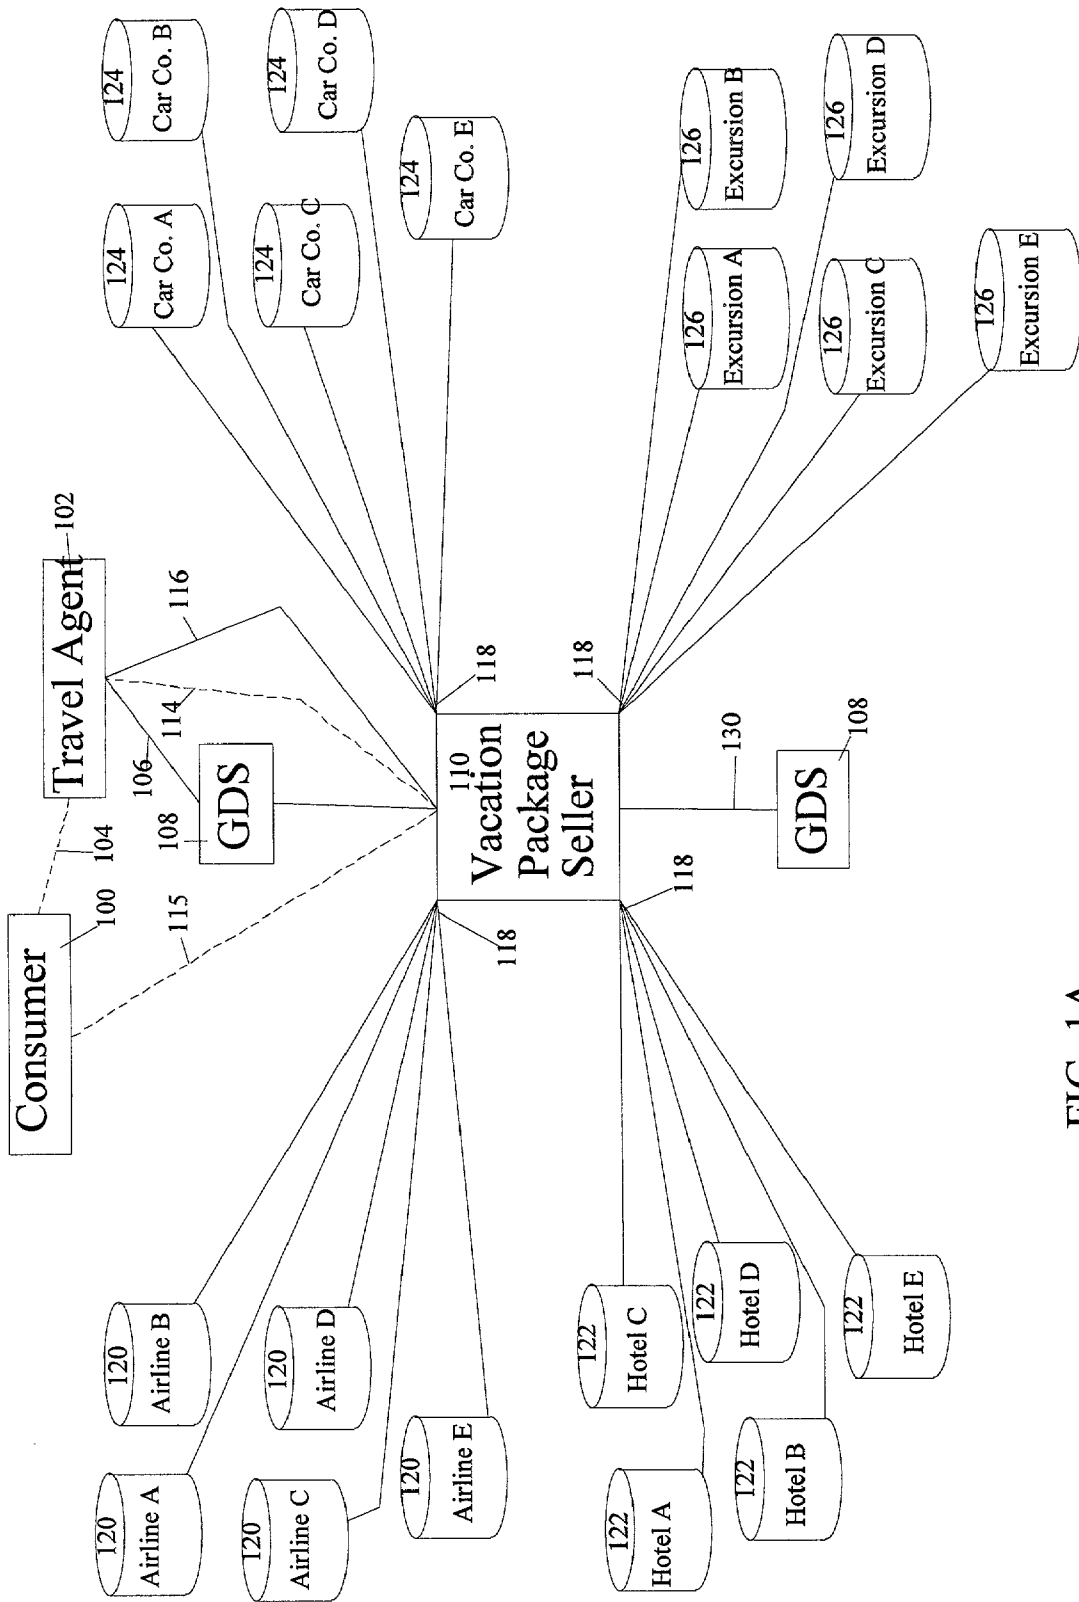 Consumer
100
104
Travel Agent
102
106
114
116
115
108
GDS
120
Airline A
120
Airline B
120
Airline C
120
Airline D
120
Airline E
124
Car Co. A
124
Car Co. B
124
Car Co. C
124
Car Co. D
124
Car Co. E
118
118
110
Vacation
Package
Seller
118
118
122
Hotel A
122
Hotel C
122
Hotel B
122
Hotel D
122
Hotel E
130
108
GDS
126
Excursion A
126
Excursion B
126
Excursion C
126
Excursion D
126
Excursion E
FIG. 1A